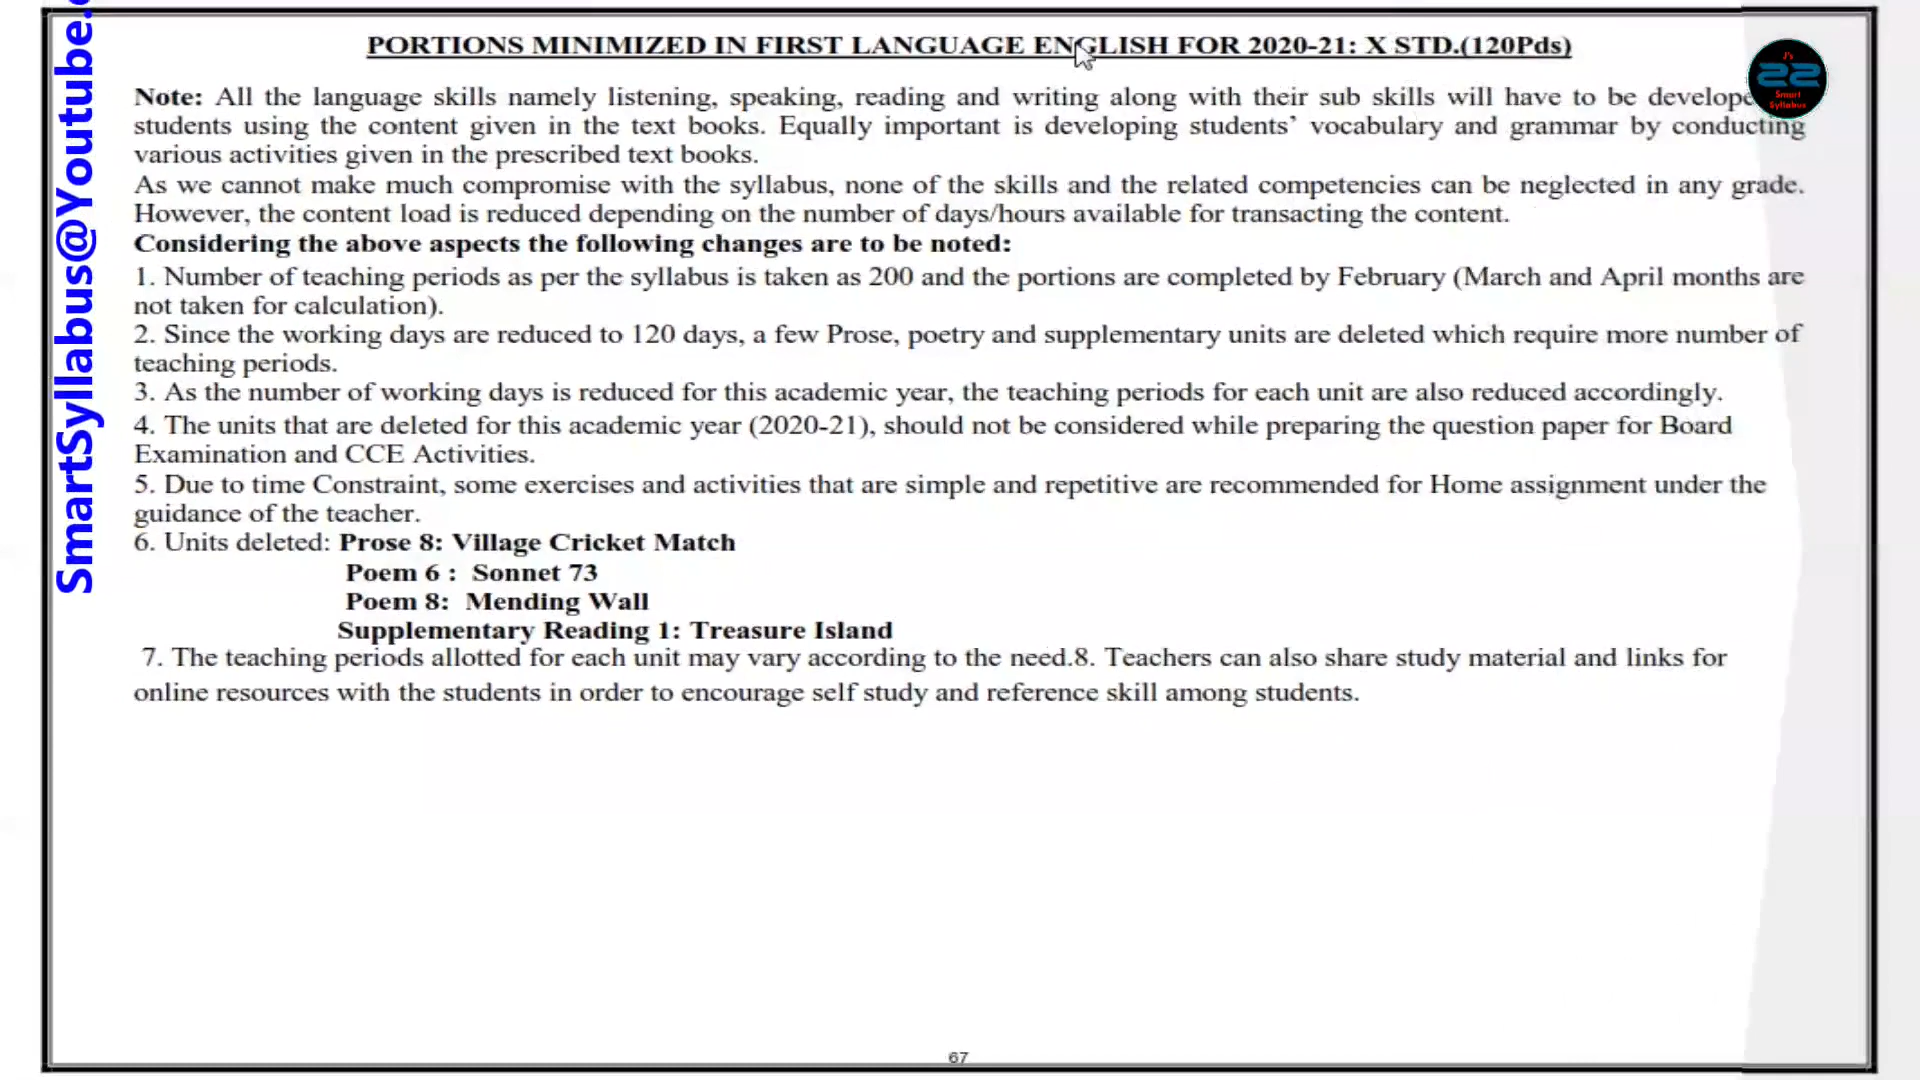 PORTIONS MINIMIZED IN FIRST LANGUAGE ENGLISH FOR 2020-21: X STD.(120Pds)
Note: All the language skills namely listening, speaking, reading and writing along with their sub skills will have to be
students using the content given in the text books. Equally important is developing students’ vocabulary and grammar by conducting
various activities given in the prescribed text books.
As we cannot make much compromise with the syllabus, none of the skills and the related competencies can be neglected in any grade.
However, the content load is reduced depending on the number of days/hours available for transacting the content.
Considering the above aspects the following changes are to be noted:
1. Number of teaching periods as per the syllabus is taken as 200 and the portions are completed by February (March and April months are
not taken for calculation).
2. Since the working days are reduced to 120 days, a few Prose, poetry and supplementary units are deleted which require more number of
teaching periods.
3. As the number of working days is reduced for this academic year, the teaching periods for each unit are also reduced accordingly.
4. The units that are deleted for this academic year (2020-21), should not be considered while preparing the question paper for Board
Examination and CCE Activities.
5. Due to time Constraint, some exercises and activities that are simple and repetitive are recommended for Home assignment under the
guidance of the teacher.
6. Units deleted: Prose 8: Village Cricket Match
Poem 6 : Sonnet 73
Poem 8: Mending Wall
Supplementary Reading 1: Treasure Island
7. The teaching periods allotted for each unit may vary according to the need.8. Teachers can also share study material and links for
online resources with the students in order to encourage self study and reference skill among students.
67
SmartSyllabus@Youtube.
J's
22
Smart
Syllabus